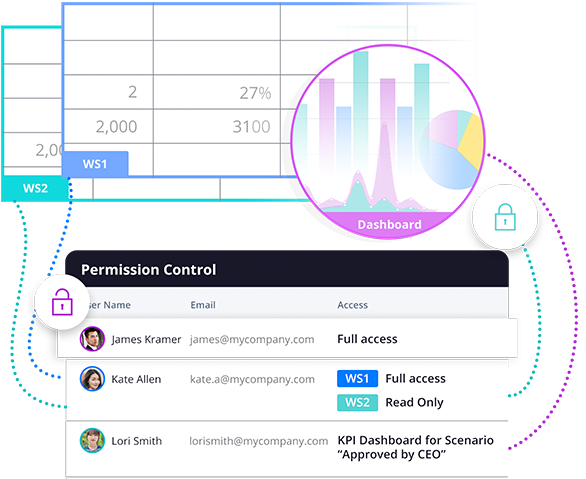 2 27%
2,000 3100
2,00
WS1
WS2
Dashboard
Permission Control
ser Name Email Access
James Kramer james@mycompany.com Full access
Kate Allen kate.a@mycompany.com WS1 Full access
WS2 Read Only
Lori Smith lorismith@mycompany.com KPI Dashboard for Scenario
“Approved by CEO”